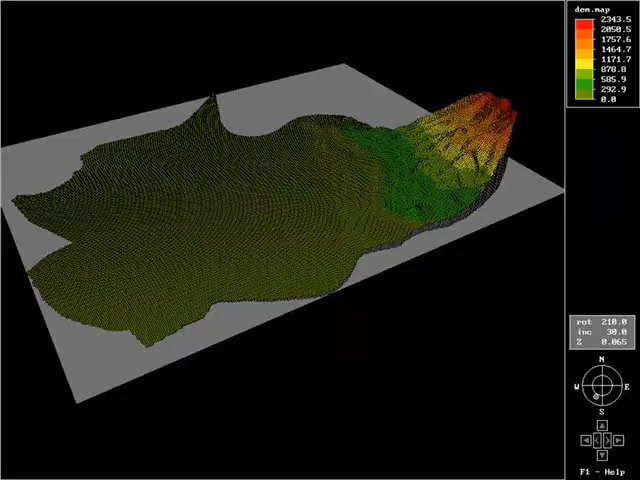 dem.map
2343.5
2050.5
1757.6
1464.7
1171.7
878.8
585.9
292.9
0.0
rot 210.0
inc 30.0
Z 0.065
N
W E
S
F1 - Help